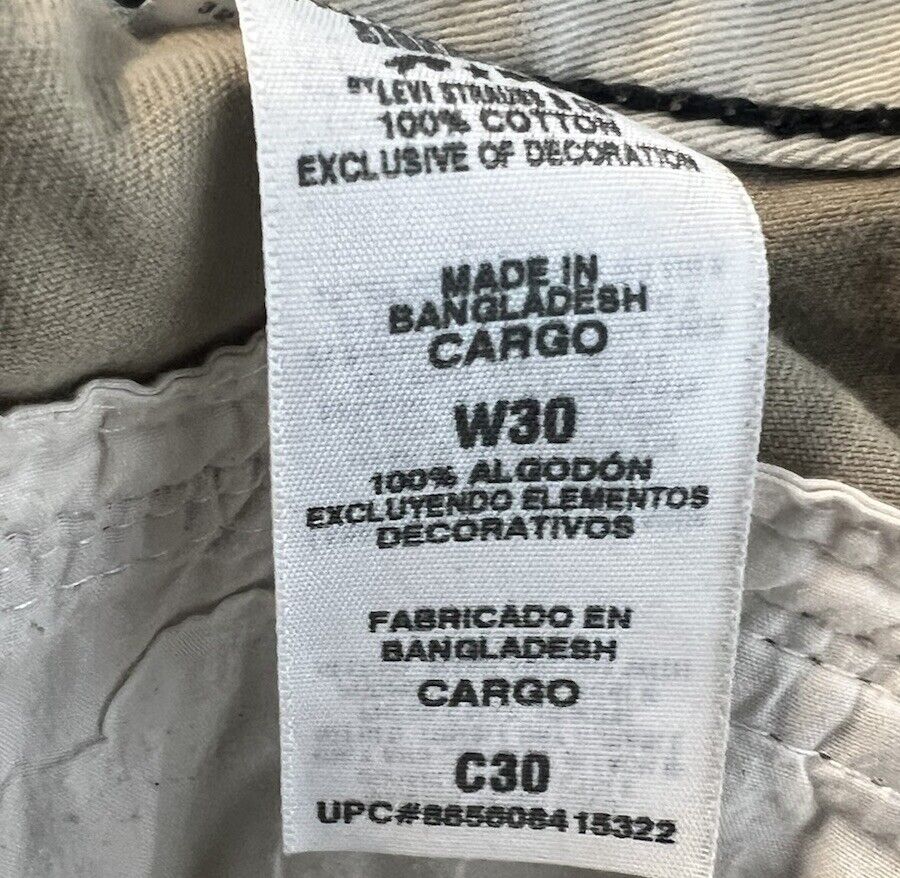 BY LEVI STRAUSS & CO.
100% COTTON
EXCLUSIVE OF DECORATION
MADE IN
BANGLADESH
CARGO
W30
100% ALGODÓN
EXCLUYENDO ELEMENTOS
DECORATIVOS
FABRICADO EN
BANGLADESH
CARGO
C30
UPC#885608415322